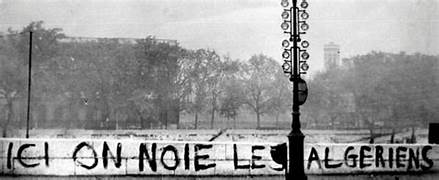 ICI ON NOIE LES ALGERIENS